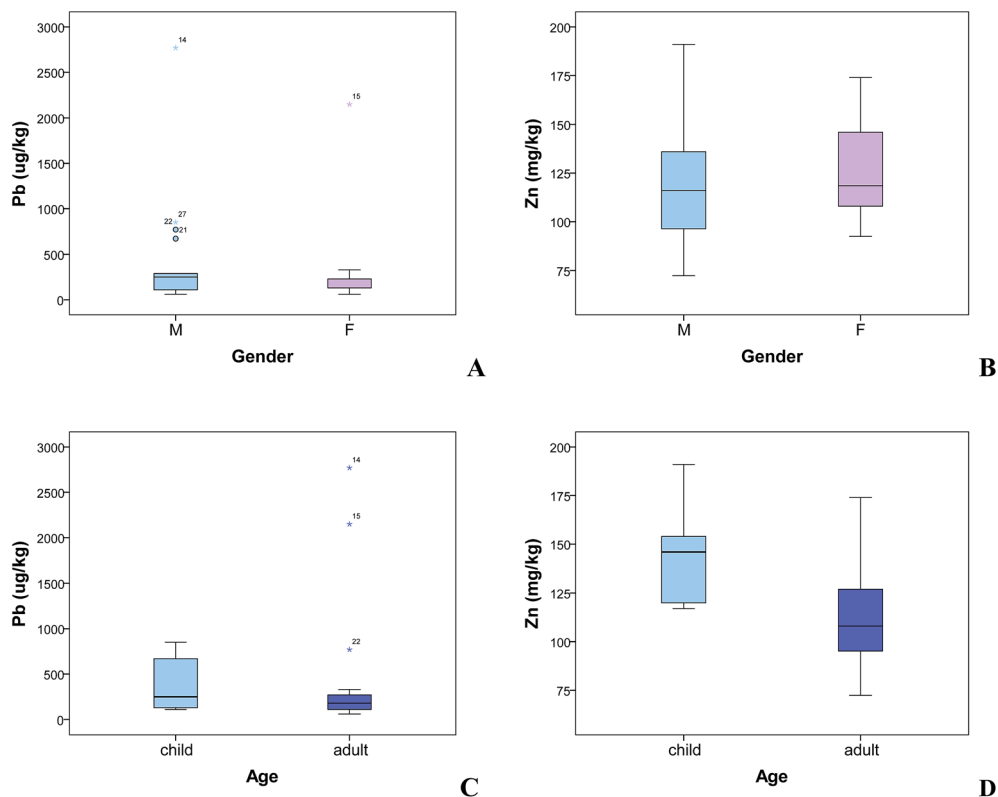 3000
2500
2000
1500
1000
500
0
Pb (ug/kg)
14
15
27
22
21
M
F
Gender
A
200
175
150
125
100
75
Zn (mg/kg)
M
F
Gender
B
3000
2500
2000
1500
1000
500
0
Pb (ug/kg)
14
15
22
child
adult
Age
C
200
175
150
125
100
75
Zn (mg/kg)
child
adult
Age
D